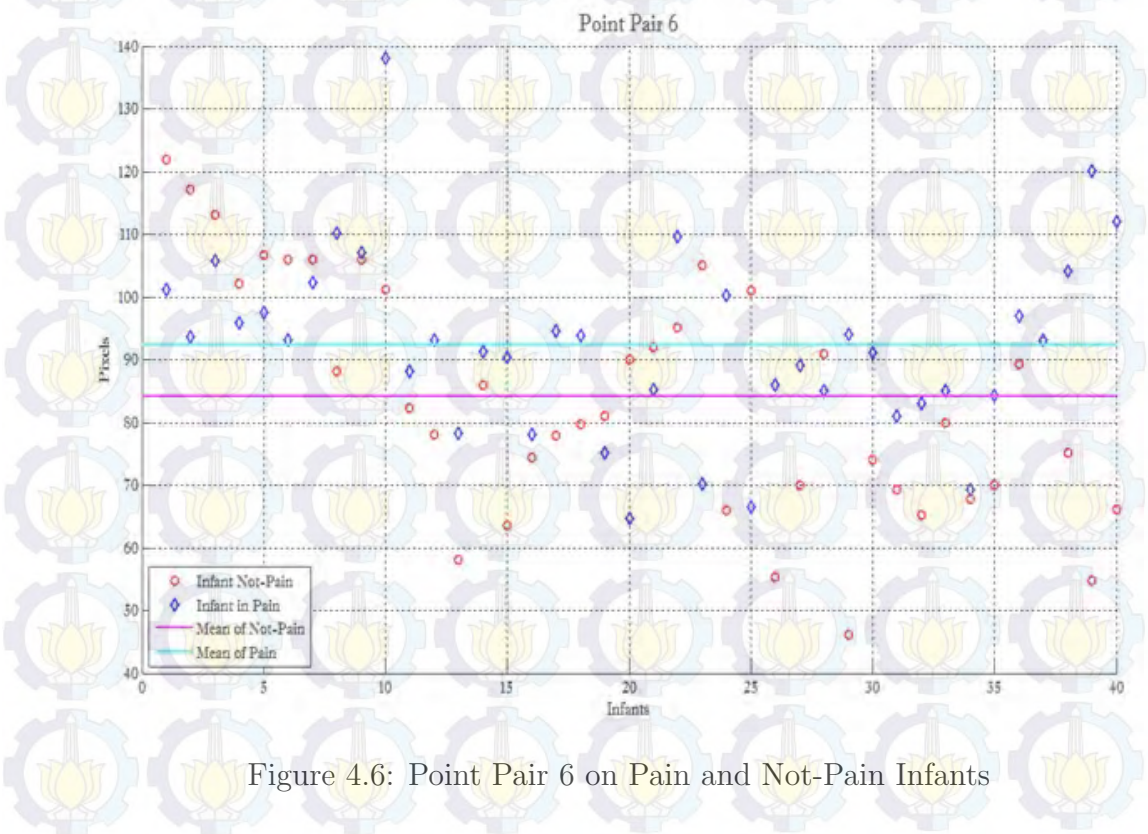 Point Pair 6
140
130
120
110
100
90
80
70
60
50
40
Pixels
Infant Not-Pain
Infant in Pain
Mean of Not-Pain
Mean of Pain
0 5 10 15 20 25 30 35 40
Infants
Figure 4.6: Point Pair 6 on Pain and Not-Pain Infants